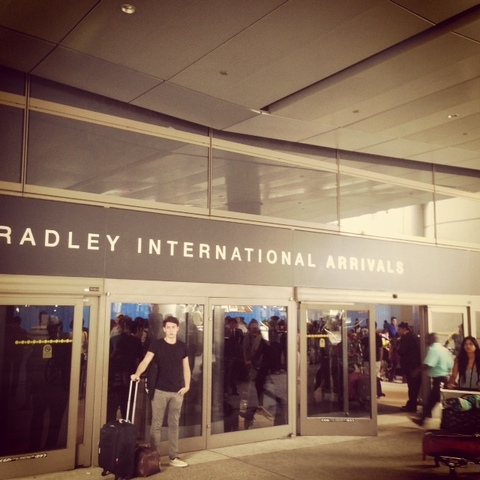 RADLEY INTERNATIONAL ARRIVALS